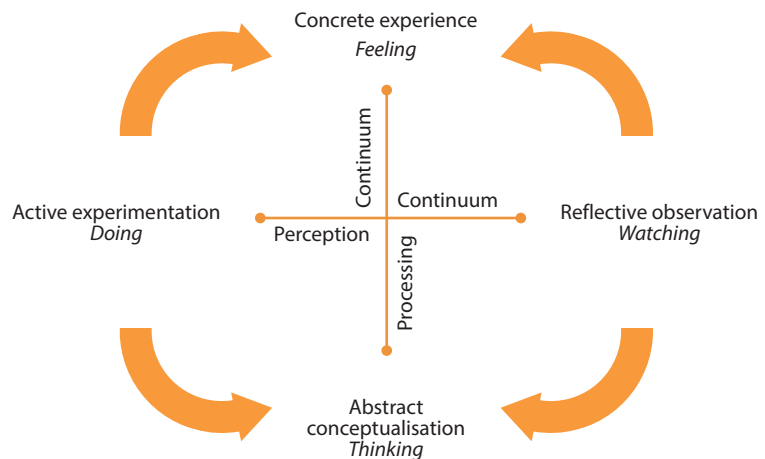 Concrete experience
Feeling
Continuum
Continuum
Active experimentation
Doing
Perception
Reflective observation
Watching
Processing
Abstract
conceptualisation
Thinking